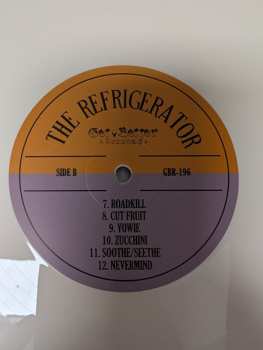 THE REFRIGERATOR
Get Better
Records
SIDE B
GBR-196
7. ROADKILL
8. CUT FRUIT
9. YOWIE
10. ZUCCHINI
11. SOOTHE/SEETHE
12. NEVERMIND